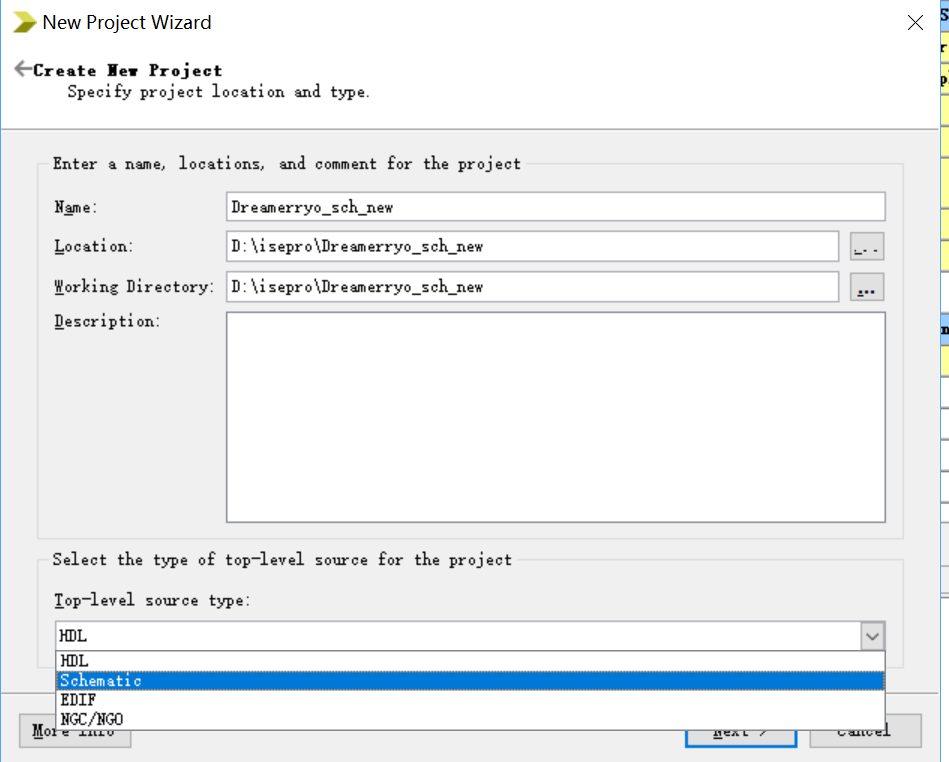 New Project Wizard
Create New Project
Specify project location and type.
Enter a name, locations, and comment for the project
Name:
Dreamerryo_sch_new
Location:
D:\isepro\Dreamerryo_sch_new
...
Working Directory:
D:\isepro\Dreamerryo_sch_new
...
Description:
Select the type of top-level source for the project
Top-level source type:
HDL
HDL
Schematic
EDIF
NGC/NGO
More Info
Next >
Cancel